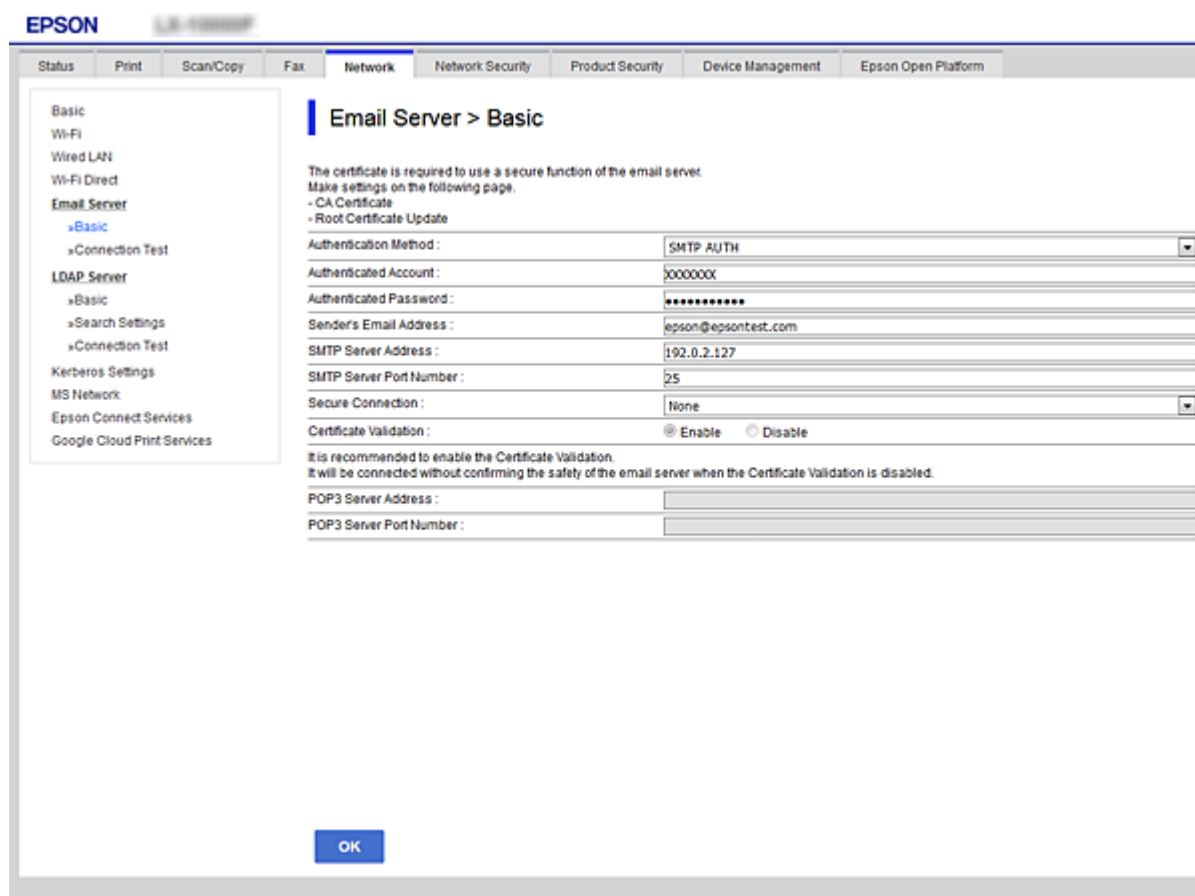 EPSON
Status Print Scan/Copy Fax Network Network Security Product Security Device Management Epson Open Platform
Basic
Wi-Fi
Wired LAN
Wi-Fi Direct
Email Server
»Basic
»Connection Test
LDAP Server
»Basic
»Search Settings
»Connection Test
Kerberos Settings
MS Network
Epson Connect Services
Google Cloud Print Services
Email Server > Basic
The certificate is required to use a secure function of the email server.
Make settings on the following page.
- CA Certificate
- Root Certificate Update
Authentication Method : SMTP AUTH
Authenticated Account : XXXXXXX
Authenticated Password : •••••••••••
Sender's Email Address : epson@epsontest.com
SMTP Server Address : 192.0.2.127
SMTP Server Port Number : 25
Secure Connection : None
Certificate Validation : Enable Disable
It is recommended to enable the Certificate Validation.
It will be connected without confirming the safety of the email server when the Certificate Validation is disabled.
POP3 Server Address :
POP3 Server Port Number :
OK